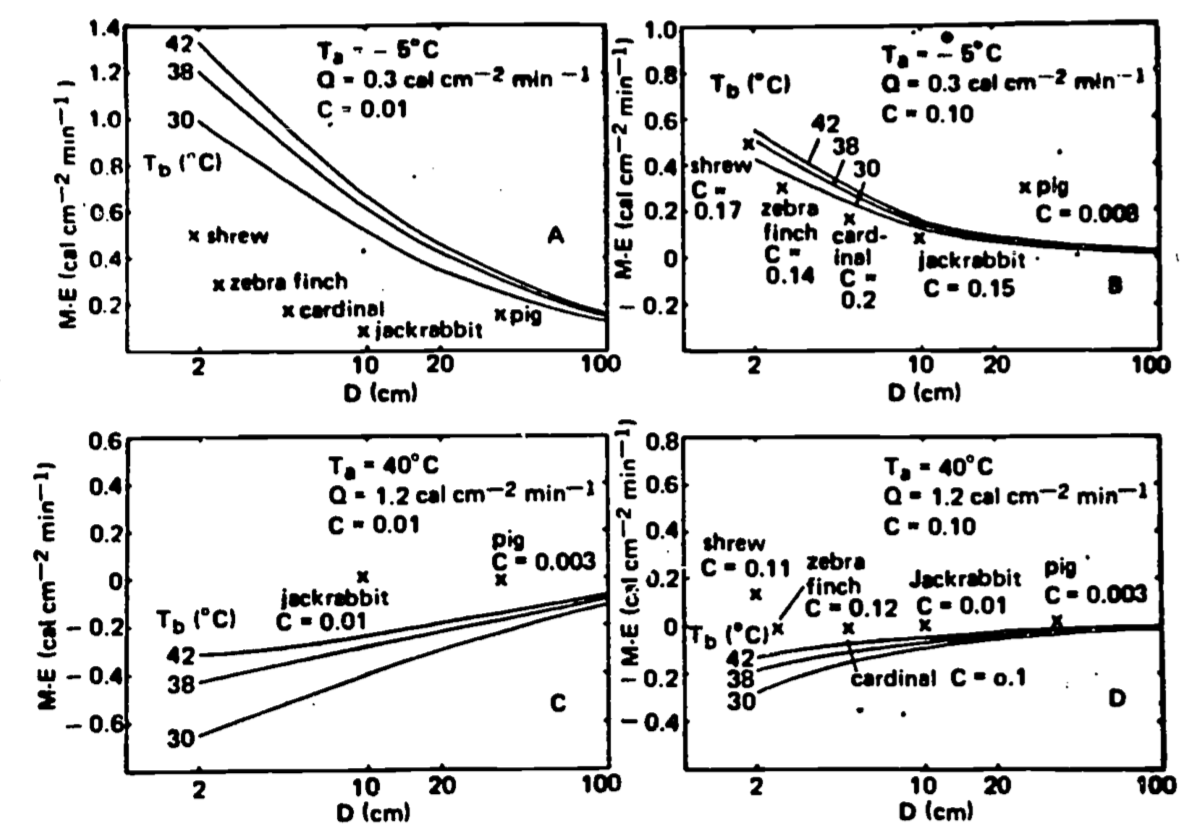 M·E (cal cm−2 min−1)
1.4
1.2
1.0
0.8
0.6
0.4
0.2
42
38
30
Tb (°C)
Ta = − 5°C
Q = 0.3 cal cm−2 min −1
C = 0.01
A
shrew
zebra finch
cardinal
jackrabbit
pig
2
10
20
100
D (cm)
M·E (cal cm−2 min−1)
1.0
0.8
0.6
0.4
0.2
0
− 0.2
Ta = − 5°C
Q = 0.3 cal cm−2 min−1
C = 0.10
Tb (°C)
42
38
30
shrew
C =
0.17
zebra
finch
C =
0.14
card-
inal
C =
0.2
jackrabbit
C = 0.15
pig
C = 0.008
B
2
10
20
100
D (cm)
M·E (cal cm−2 min−1)
0.6
0.4
0.2
0
− 0.2
− 0.4
− 0.6
Ta = 40°C
Q = 1.2 cal cm−2 min−1
C = 0.01
pig
C = 0.003
jackrabbit
C = 0.01
Tb (°C)
42
38
30
C
2
10
20
100
D (cm)
M·E (cal cm−2 min−1)
0.8
0.6
0.4
0.2
0
− 0.2
− 0.4
Ta = 40°C
Q = 1.2 cal cm−2 min−1
C = 0.10
shrew
C = 0.11
zebra
finch
C = 0.12
Jackrabbit
C = 0.01
pig
C = 0.003
Tb (°C)
42
38
30
cardinal C = o.1
D
2
10
20
100
D (cm)